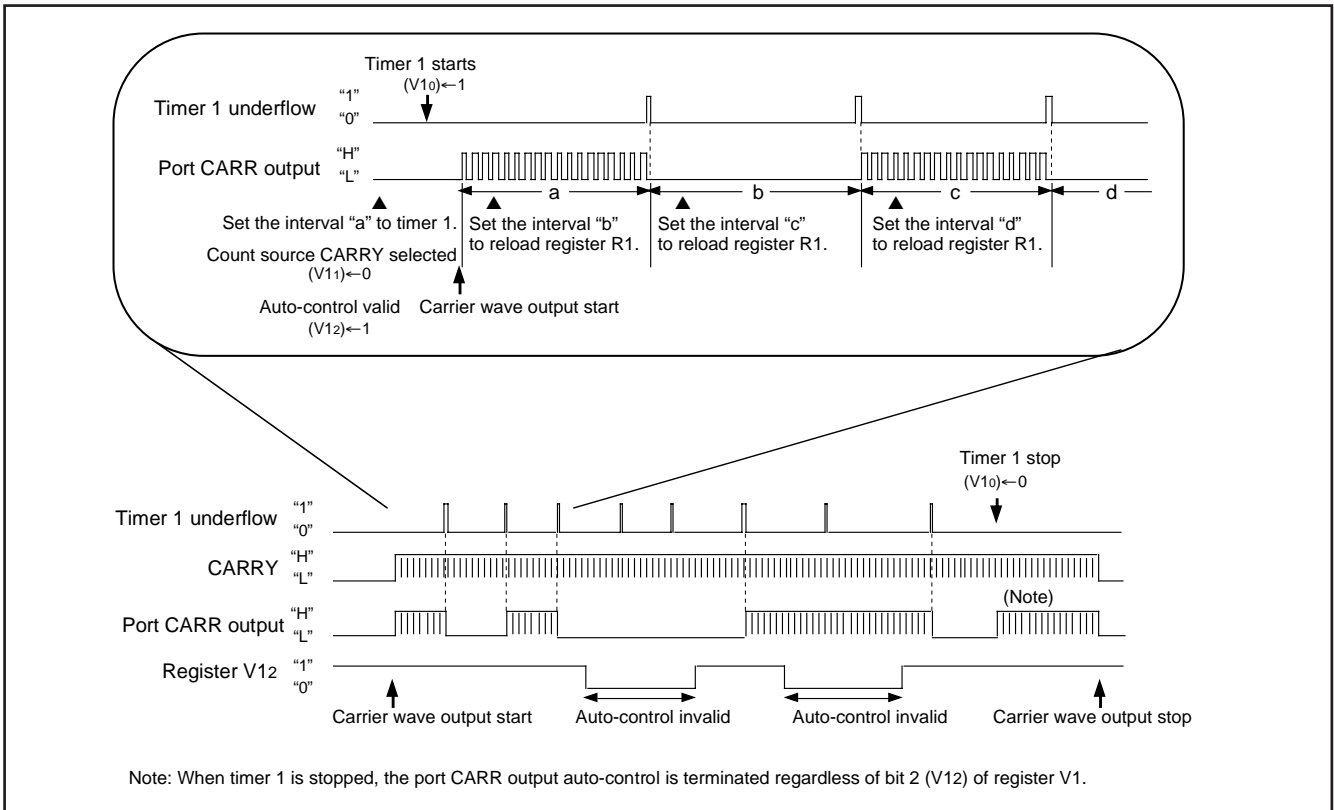 Timer 1 starts
(V10)←1
Timer 1 underflow
“1”
“0”
Port CARR output
“H”
“L”
a
b
c
d
Set the interval “a” to timer 1.
Set the interval “b”
to reload register R1.
Set the interval “c”
to reload register R1.
Set the interval “d”
to reload register R1.
Count source CARRY selected
(V11)←0
Auto-control valid
(V12)←1
Carrier wave output start
Timer 1 stop
(V10)←0
Timer 1 underflow
“1”
“0”
CARRY
“H”
“L”
Port CARR output
“H”
“L”
(Note)
Register V12
“1”
“0”
Carrier wave output start
Auto-control invalid
Auto-control invalid
Carrier wave output stop
Note: When timer 1 is stopped, the port CARR output auto-control is terminated regardless of bit 2 (V12) of register V1.